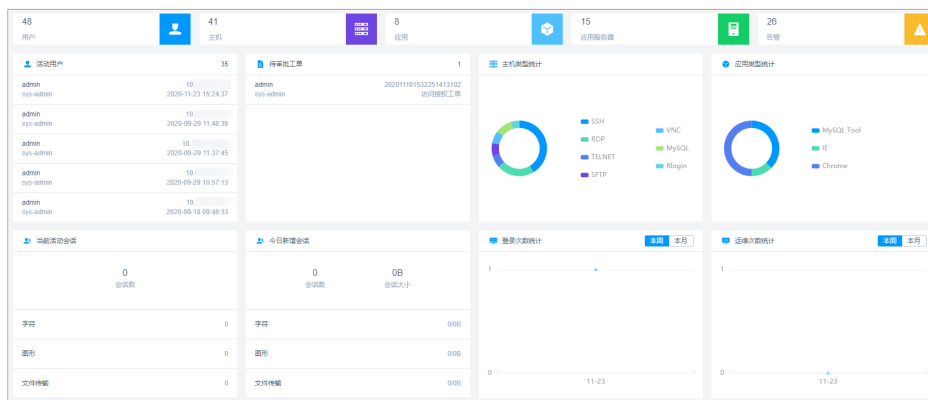 48
用户
41
主机
8
应用
15
应用服务器
26
告警
活动用户 35
admin 10.
sys-admin 2020-11-23 15:24:37
admin 10.
sys-admin 2020-09-29 11:48:39
admin 10.
sys-admin 2020-09-29 11:37:45
admin 10.
sys-admin 2020-09-29 10:57:13
admin 10.
sys-admin 2020-09-18 09:48:33
待审批工单 1
admin 202011191532251413102
sys-admin 访问授权工单
主机类型统计
SSH
RDP
TELNET
SFTP
VNC
MySQL
Rlogin
应用类型统计
MySQL Tool
IE
Chrome
当前活动会话
0
会话数
字符 0
图形 0
文件传输 0
今日新增会话
0 0B
会话数 会话大小
字符 0/0B
图形 0/0B
文件传输 0/0B
登录次数统计 本周 本月
1
0
11-23
运维次数统计 本周 本月
1
0
11-23